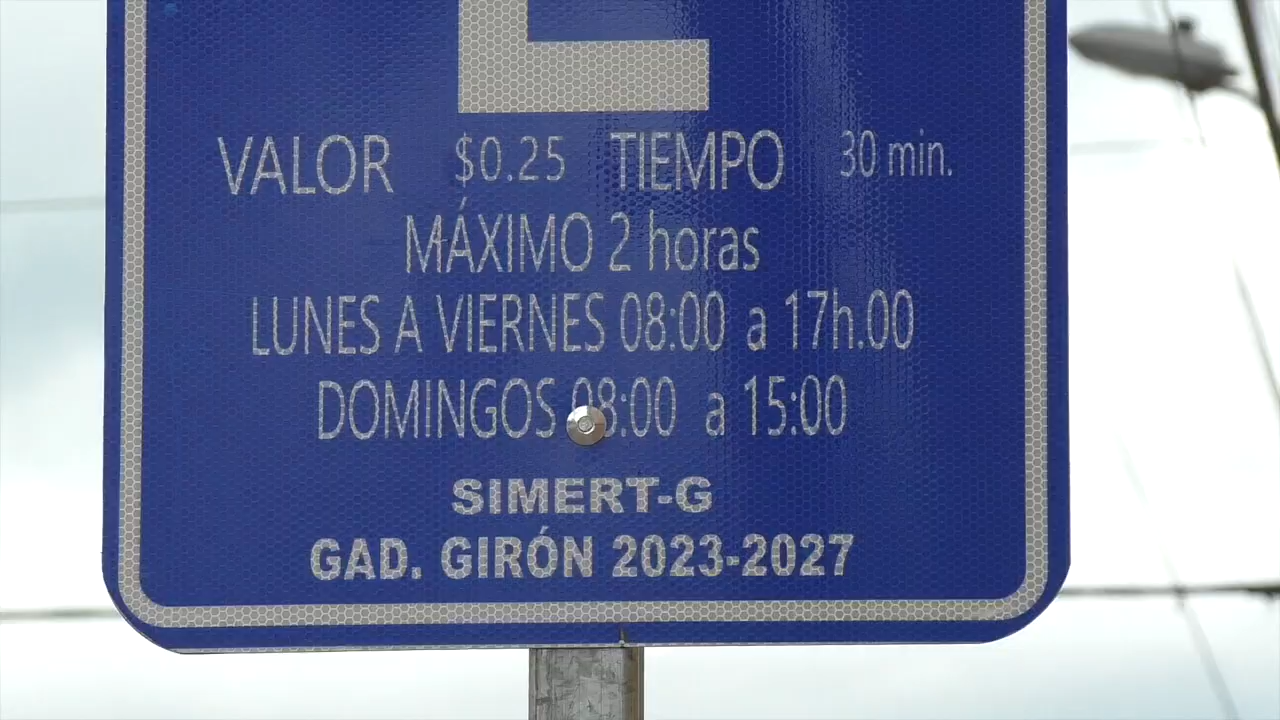 E
VALOR $0.25 TIEMPO 30 min.
MÁXIMO 2 horas
LUNES A VIERNES 08:00 a 17h.00
DOMINGOS 08:00 a 15:00
SIMERT-G
GAD. GIRÓN 2023-2027